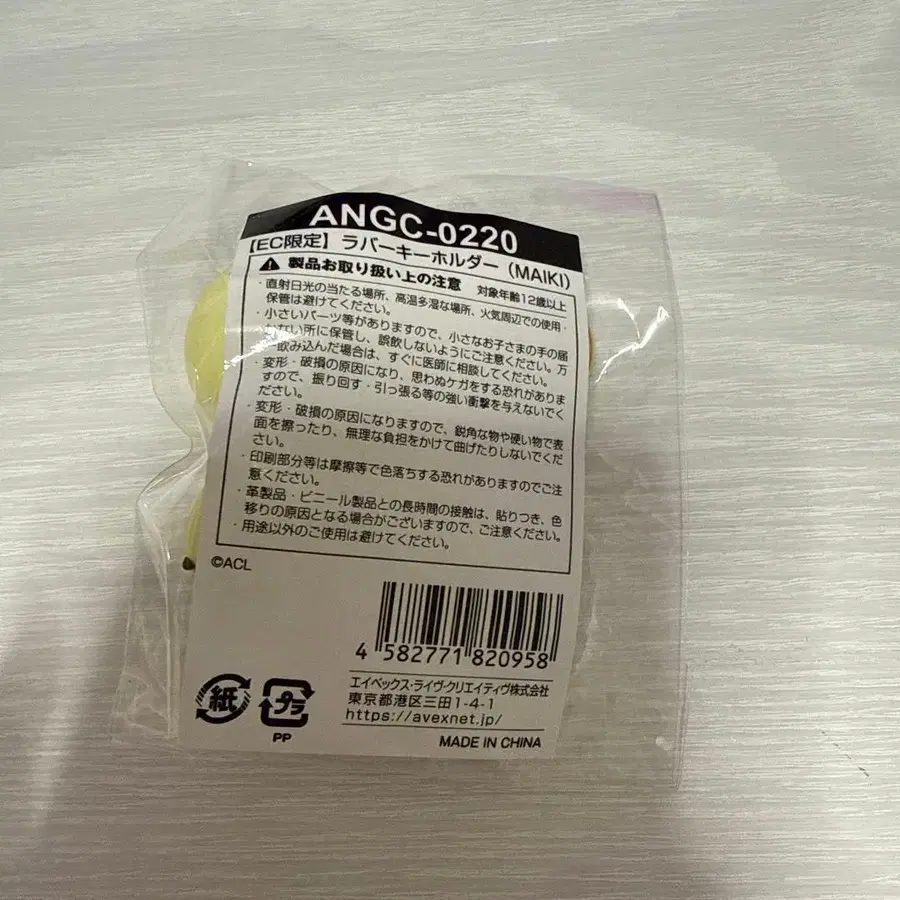 ANGC-0220
【EC限定】ラバーキーホルダー（MAIKI）
製品お取り扱い上の注意 対象年齢12歳以上
・直射日光の当たる場所、高温多湿な場所、火気周辺での使用・
保管は避けてください。
・小さいパーツ等がありますので、小さなお子さまの手の届
かない所に保管し、誤飲しないようにご注意ください。万
一飲み込んだ場合は、すぐに医師に相談してください。
・変形・破損の原因になり、思わぬケガをする恐れがありま
すので、振り回す・引っ張る等の強い衝撃を与えないでく
ださい。
・変形・破損の原因になりますので、鋭角な物や硬い物で表
面を擦ったり、無理な負担をかけて曲げたりしないでくだ
さい。
・印刷部分等は摩擦等で色落ちする恐れがありますのでご注
意ください。
・革製品・ビニール製品との長時間の接触は、貼りつき、色
移りの原因となる場合がございますので、ご注意ください。
・用途以外のご使用は避けてください。
©ACL
4 582771 820958
エイベックス・ライヴ・クリエイティヴ株式会社
東京都港区三田1-4-1
https://avexnet.jp/
紙 プラ
PP
MADE IN CHINA